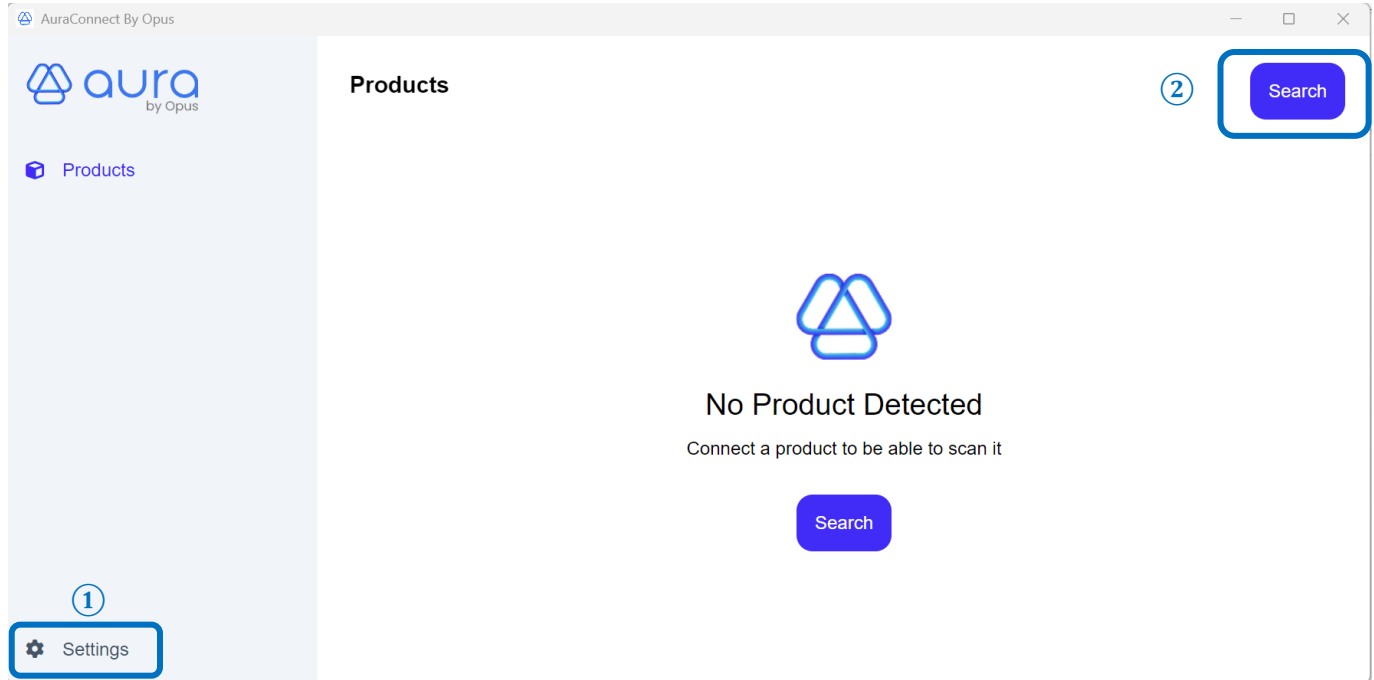 AuraConnect By Opus
aura
by Opus
Products
Products
②
Search
No Product Detected
Connect a product to be able to scan it
Search
①
Settings